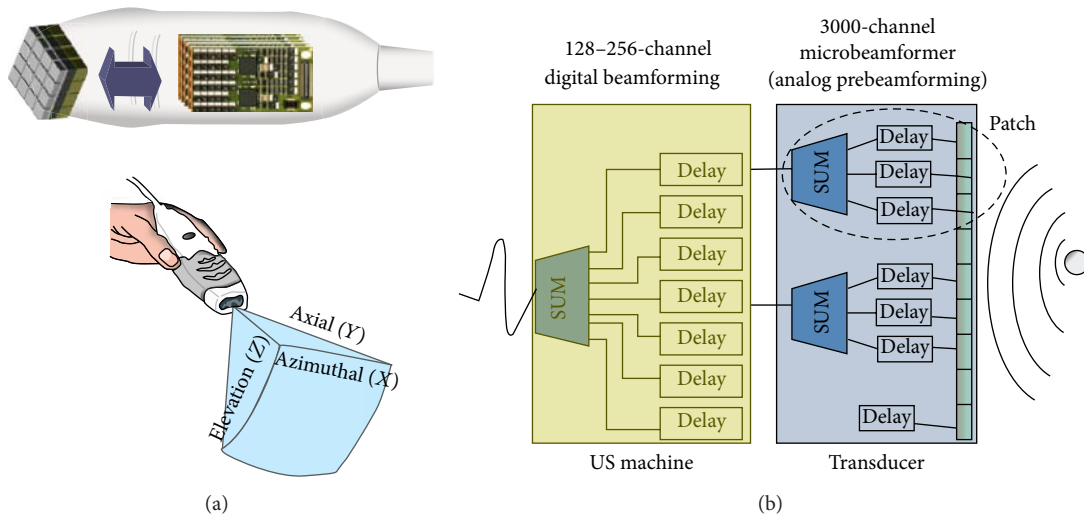 Axial (Y)
Azimuthal (X)
Elevation (Z)
(a)
128–256-channel
digital beamforming
3000-channel
microbeamformer
(analog prebeamforming)
Patch
SUM
Delay
Delay
Delay
Delay
Delay
Delay
Delay
US machine
SUM
Delay
Delay
Delay
SUM
Delay
Delay
Delay
Delay
Transducer
(b)